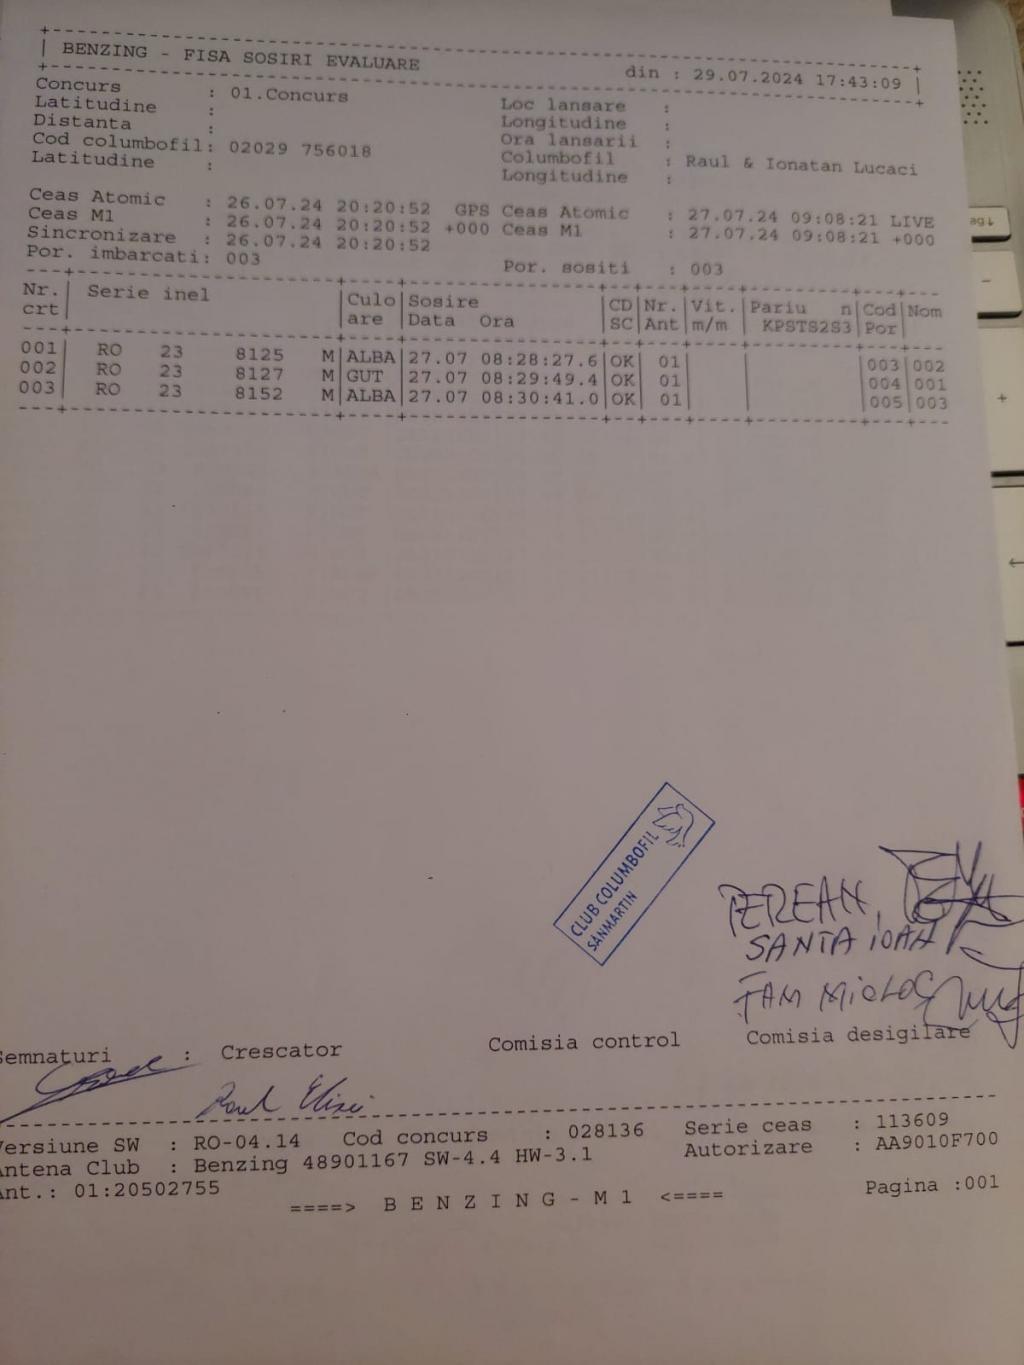 BENZING - FISA SOSIRI EVALUARE din : 29.07.2024 17:43:09
Concurs : 01.Concurs Loc lansare :
Latitudine : Longitudine :
Distanta : Ora lansarii :
Cod columbofil: 02029 756018 Columbofil : Raul & Ionatan Lucaci
Latitudine : Longitudine :
Ceas Atomic : 26.07.24 20:20:52 GPS Ceas Atomic : 27.07.24 09:08:21 LIVE
Ceas M1 : 26.07.24 20:20:52 +000 Ceas M1 : 27.07.24 09:08:21 +000
Sincronizare : 26.07.24 20:20:52
Por. imbarcati: 003 Por. sositi : 003
Nr. | Serie inel |Culo|Sosire |CD|Nr.|Vit.|Pariu n|Cod|Nom
crt| |are |Data Ora |SC|Ant|m/m | KPSTS2S3|Por|
001| RO 23 8125 M|ALBA|27.07 08:28:27.6|OK| 01| | |003|002
002| RO 23 8127 M|GUT |27.07 08:29:49.4|OK| 01| | |004|001
003| RO 23 8152 M|ALBA|27.07 08:30:41.0|OK| 01| | |005|003
CLUB COLUMBOFIL
SANMARTIN
PEREAN,
SANTA IOAN
FAM MICLOS
Semnaturi : Crescator Comisia control Comisia desigilare
Raul
Versiune SW : RO-04.14 Cod concurs : 028136 Serie ceas : 113609
Antena Club : Benzing 48901167 SW-4.4 HW-3.1 Autorizare : AA9010F700
Ant.: 01:20502755
====> B E N Z I N G - M 1 <==== Pagina :001